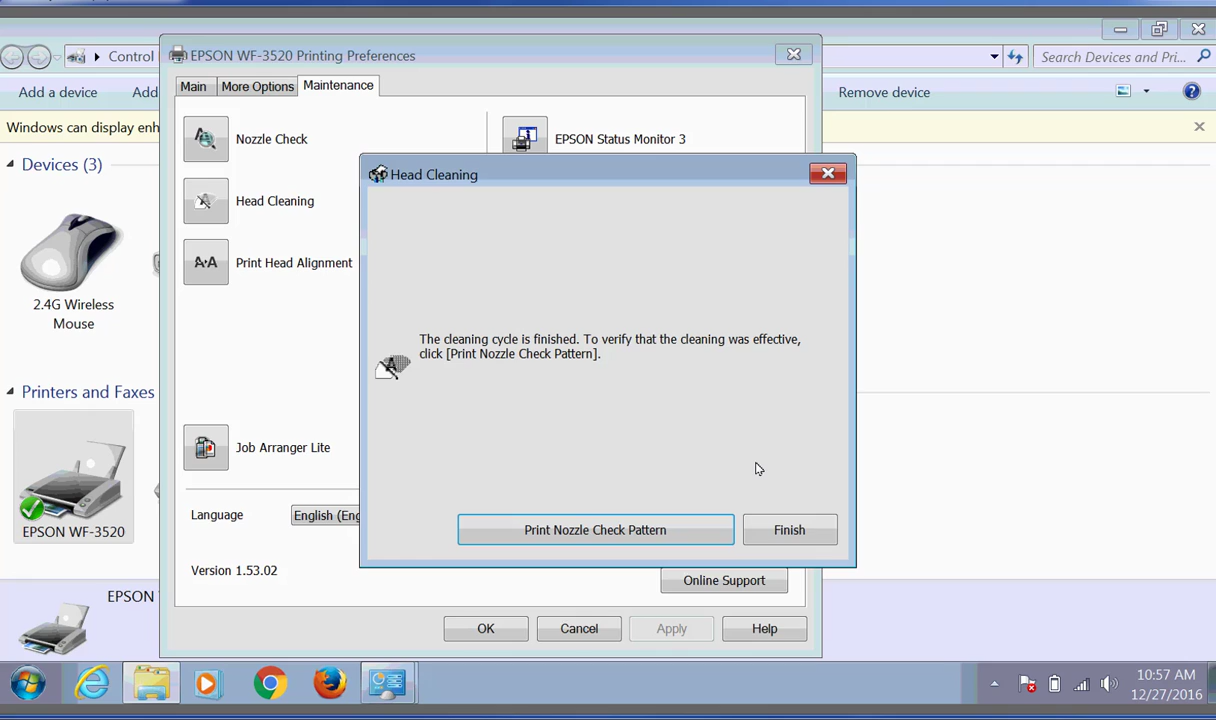 EPSON WF-3520 Printing Preferences
Control
Search Devices and Pri...
Add a device
Add
Remove device
Windows can display enh
Main
More Options
Maintenance
Nozzle Check
EPSON Status Monitor 3
Head Cleaning
Print Head Alignment
Job Arranger Lite
Language
English (Eng
Version 1.53.02
Online Support
OK
Cancel
Apply
Help
Head Cleaning
The cleaning cycle is finished. To verify that the cleaning was effective,
click [Print Nozzle Check Pattern].
Print Nozzle Check Pattern
Finish
Devices (3)
2.4G Wireless
Mouse
Printers and Faxes
EPSON WF-3520
EPSON
10:57 AM
12/27/2016